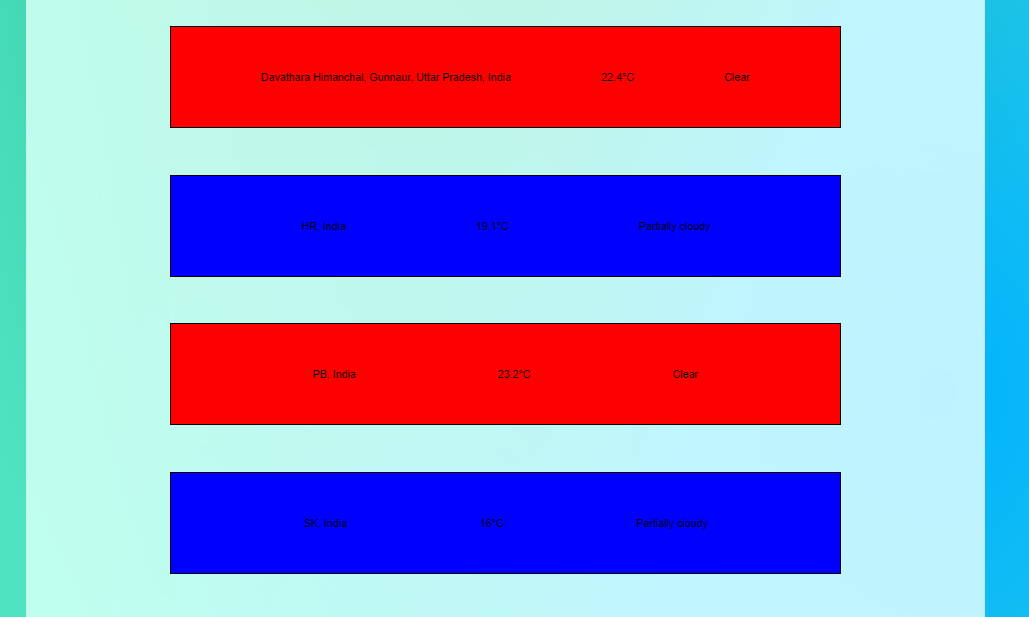 Davathara Himanchal, Gunnaur, Uttar Pradesh, India 22.4°C Clear
HR, India 19.1°C Partially cloudy
PB, India 23.2°C Clear
SK, India 16°C Partially cloudy